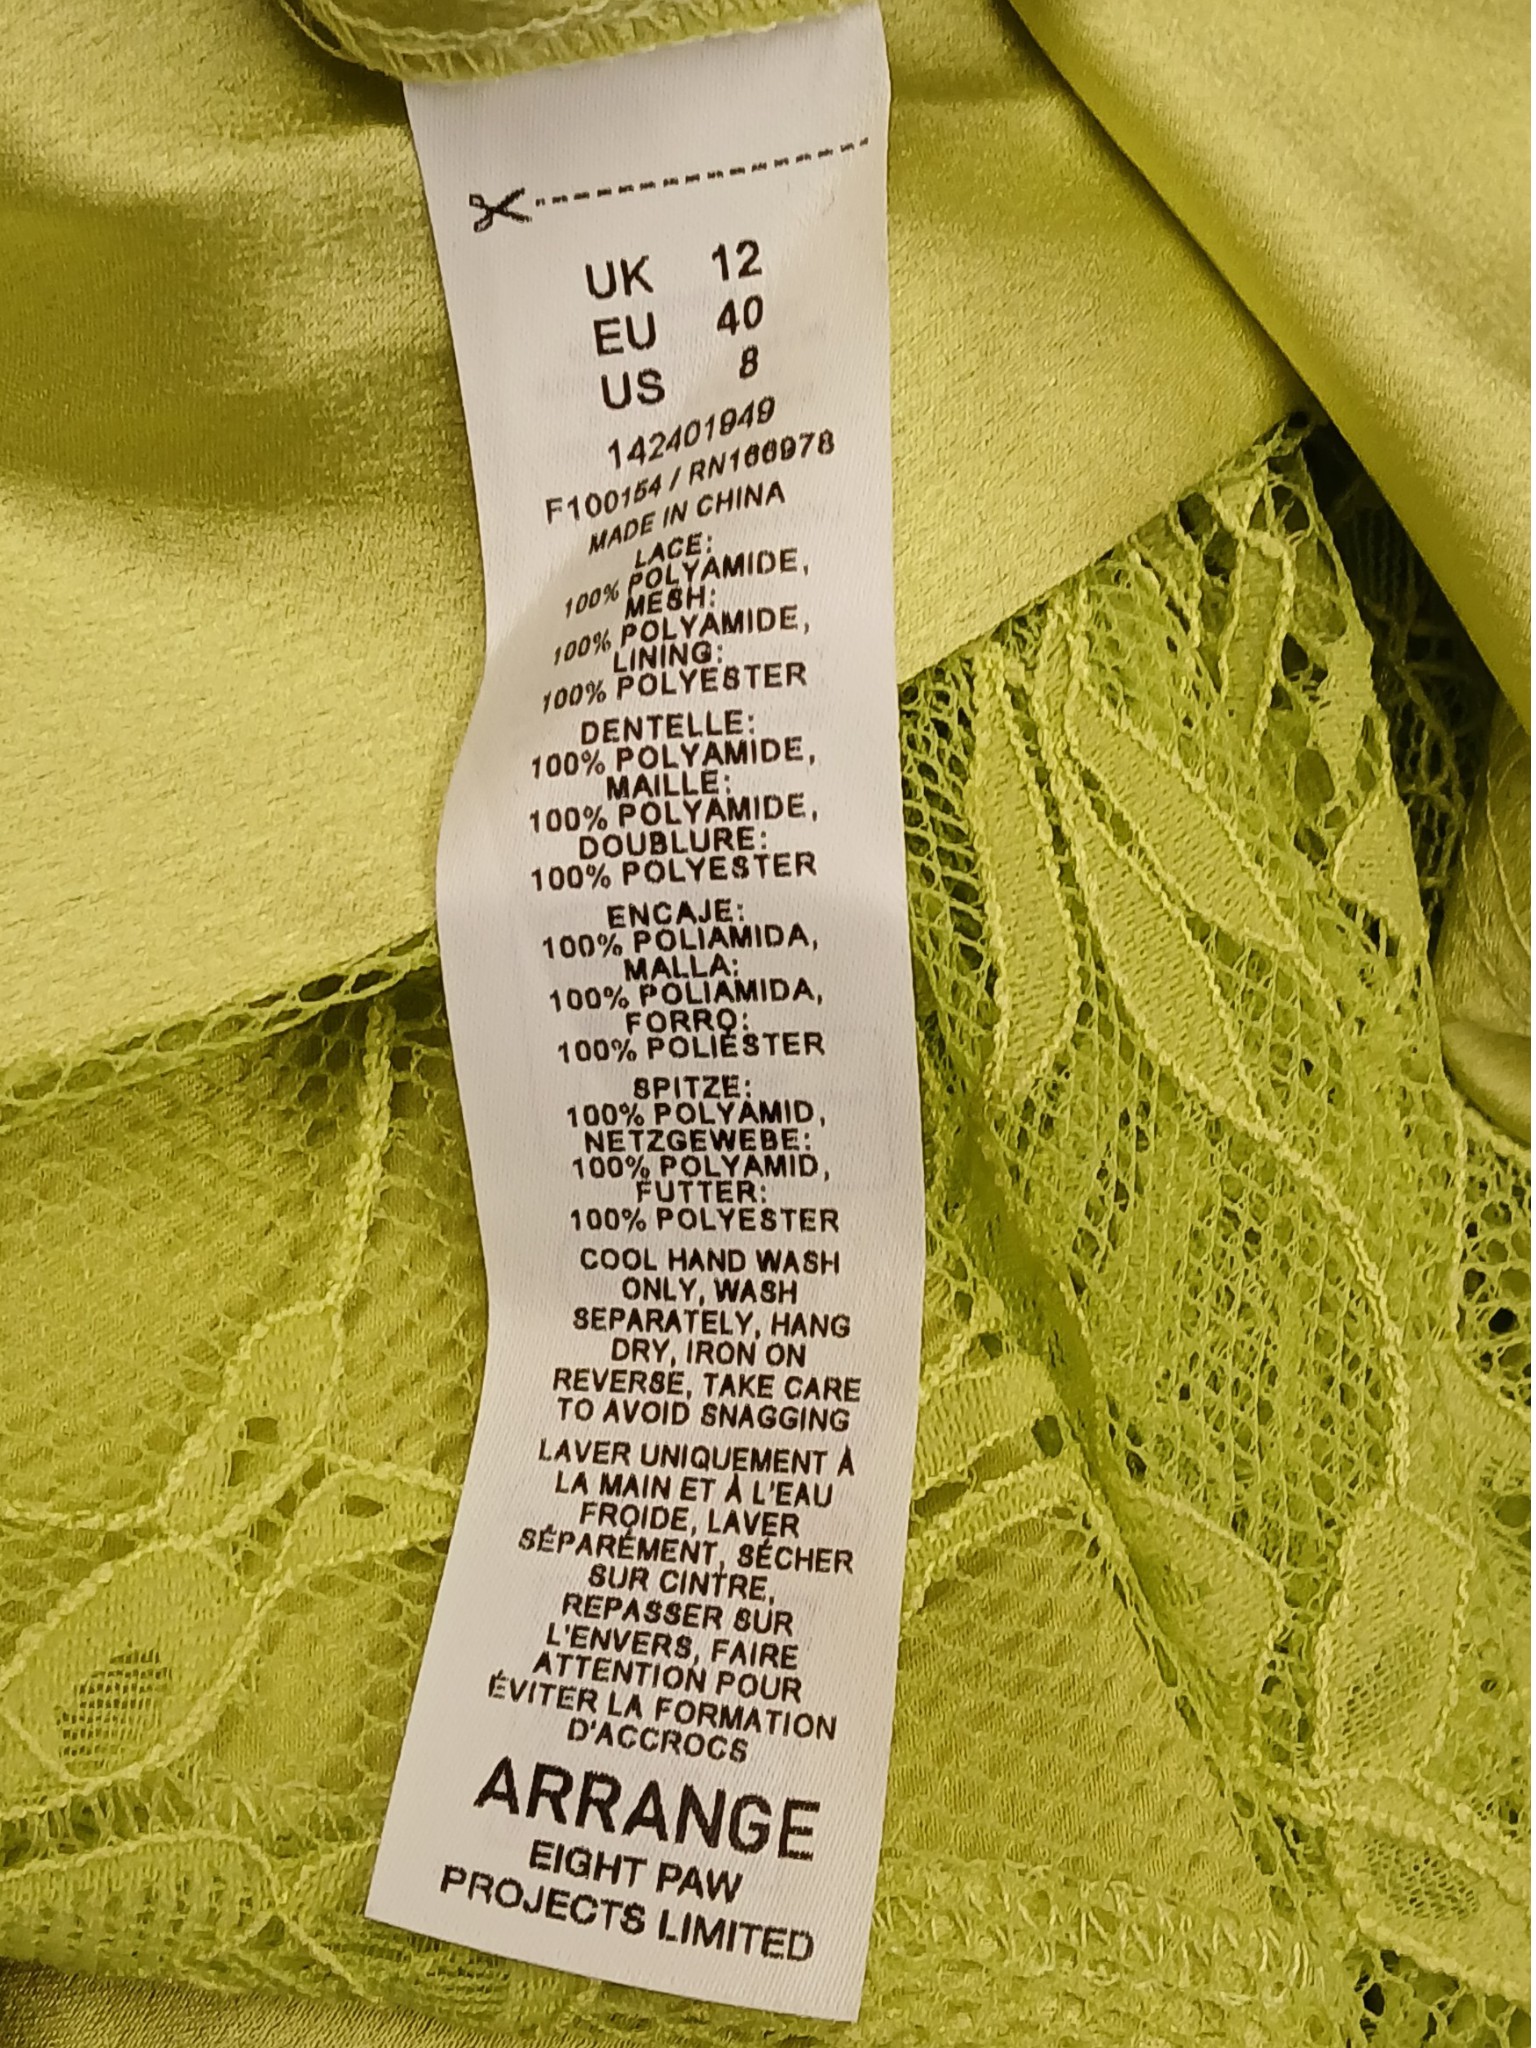 UK 12
EU 40
US 8
142401949
F100154 / RN166978
MADE IN CHINA
LACE:
100% POLYAMIDE,
MESH:
100% POLYAMIDE,
LINING:
100% POLYESTER
DENTELLE:
100% POLYAMIDE,
MAILLE:
100% POLYAMIDE,
DOUBLURE:
100% POLYESTER
ENCAJE:
100% POLIAMIDA,
MALLA:
100% POLIAMIDA,
FORRO:
100% POLIÉSTER
SPITZE:
100% POLYAMID,
NETZGEWEBE:
100% POLYAMID,
FUTTER:
100% POLYESTER
COOL HAND WASH
ONLY, WASH
SEPARATELY, HANG
DRY, IRON ON
REVERSE, TAKE CARE
TO AVOID SNAGGING
LAVER UNIQUEMENT À
LA MAIN ET À L'EAU
FROIDE, LAVER
SÉPARÉMENT, SÉCHER
SUR CINTRE,
REPASSER SUR
L'ENVERS, FAIRE
ATTENTION POUR
ÉVITER LA FORMATION
D'ACCROCS
ARRANGE
EIGHT PAW
PROJECTS LIMITED